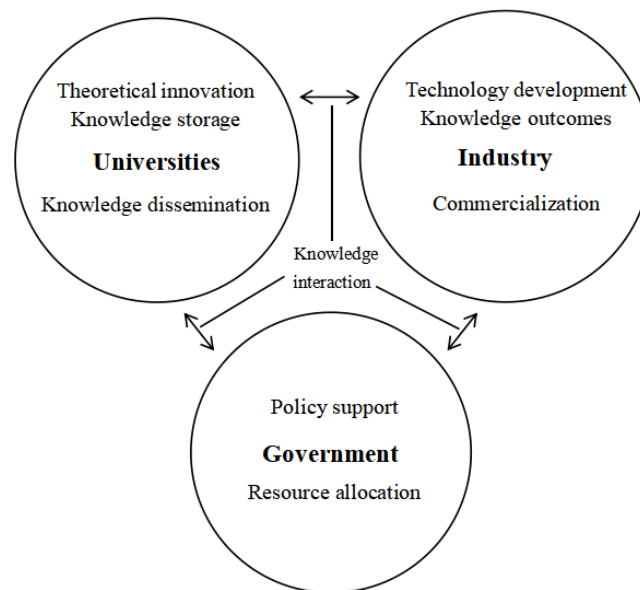 Theoretical innovation
Knowledge storage
Universities
Knowledge dissemination
Technology development
Knowledge outcomes
Industry
Commercialization
Knowledge
interaction
Policy support
Government
Resource allocation